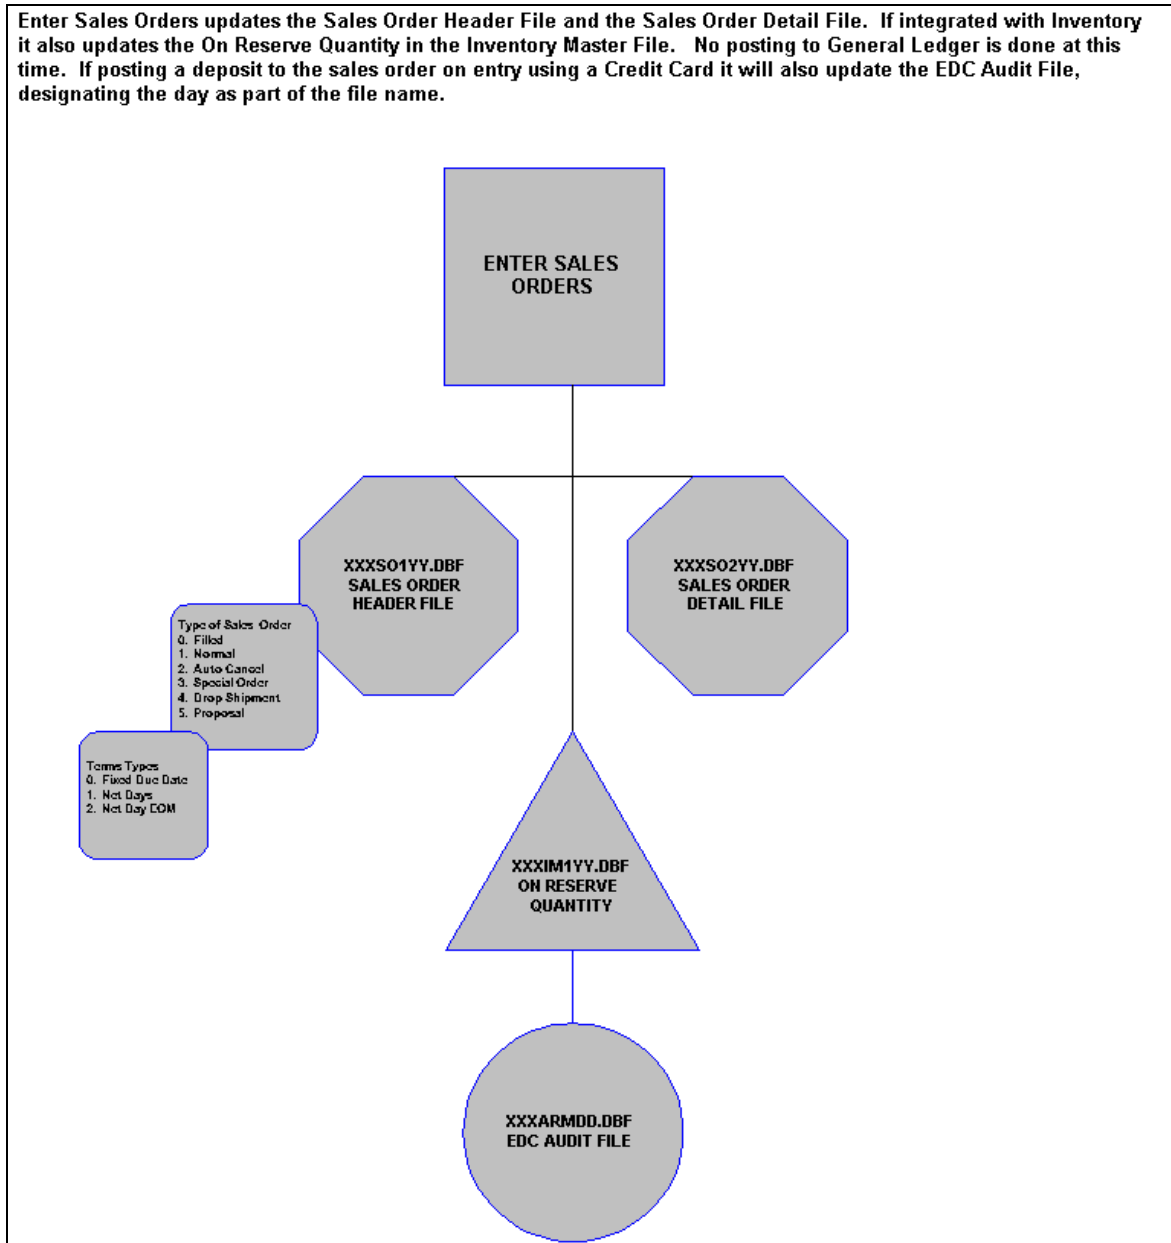 Enter Sales Orders updates the Sales Order Header File and the Sales Order Detail File.  If integrated with Inventory
it also updates the On Reserve Quantity in the Inventory Master File.   No posting to General Ledger is done at this
time.  If posting a deposit to the sales order on entry using a Credit Card it will also update the EDC Audit File,
designating the day as part of the file name.
ENTER SALES
ORDERS
XXXSO1YY.DBF
SALES ORDER
HEADER FILE
XXXSO2YY.DBF
SALES ORDER
DETAIL FILE
Type of Sales Order
0. Filled
1. Normal
2. Auto Cancel
3. Special Order
4. Drop Shipment
5. Proposal
Terms Types
0. Fixed Due Date
1. Net Days
2. Net Day EOM
XXXIM1YY.DBF
ON RESERVE
QUANTITY
XXXARMDD.DBF
EDC AUDIT FILE